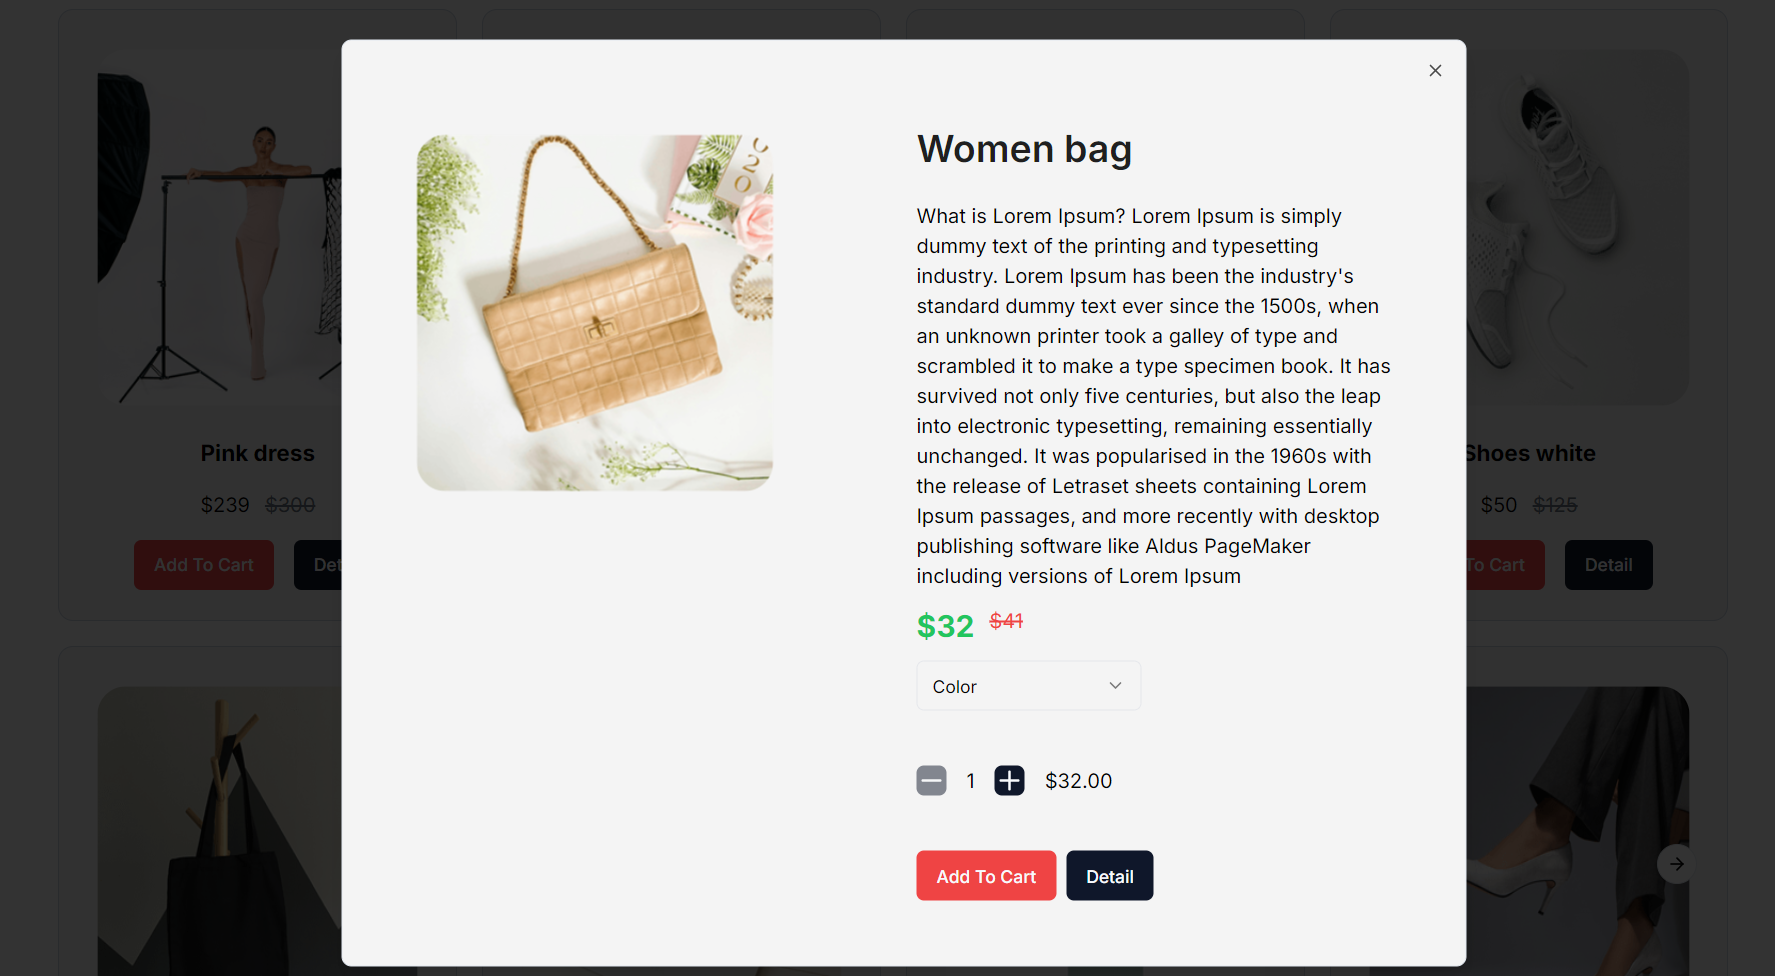 Women bag
What is Lorem Ipsum? Lorem Ipsum is simply
dummy text of the printing and typesetting
industry. Lorem Ipsum has been the industry's
standard dummy text ever since the 1500s, when
an unknown printer took a galley of type and
scrambled it to make a type specimen book. It has
survived not only five centuries, but also the leap
into electronic typesetting, remaining essentially
unchanged. It was popularised in the 1960s with
the release of Letraset sheets containing Lorem
Ipsum passages, and more recently with desktop
publishing software like Aldus PageMaker
including versions of Lorem Ipsum
$32 $41
Color
1 $32.00
Add To Cart Detail
Pink dress
$239 $300
Add To Cart Det
Shoes white
$50 $125
To Cart Detail